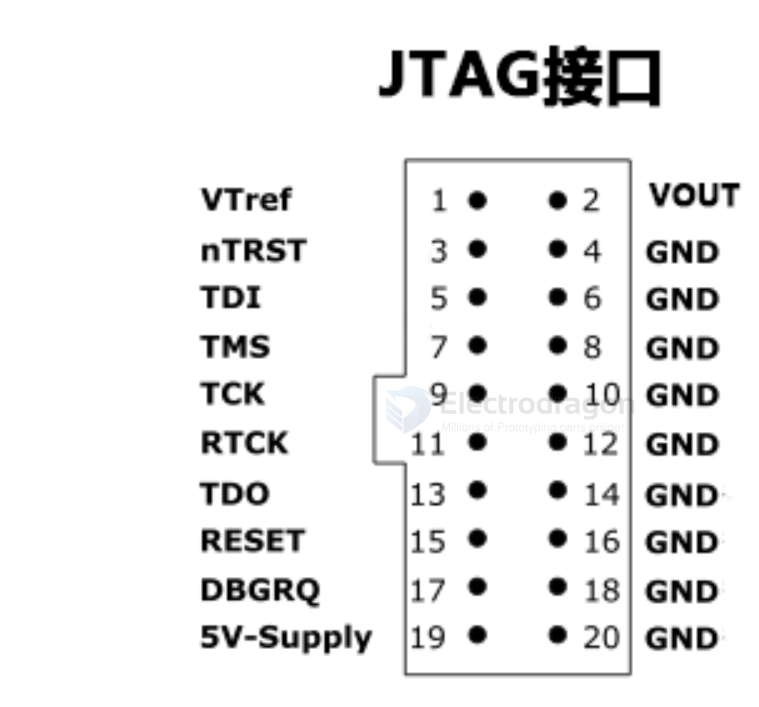 JTAG接口
VTref 1 2 VOUT
nTRST 3 4 GND
TDI 5 6 GND
TMS 7 8 GND
TCK 9 10 GND
Electrodragon
Millions of Prototyping parts online!
RTCK 11 12 GND
TDO 13 14 GND
RESET 15 16 GND
DBGRQ 17 18 GND
5V-Supply 19 20 GND